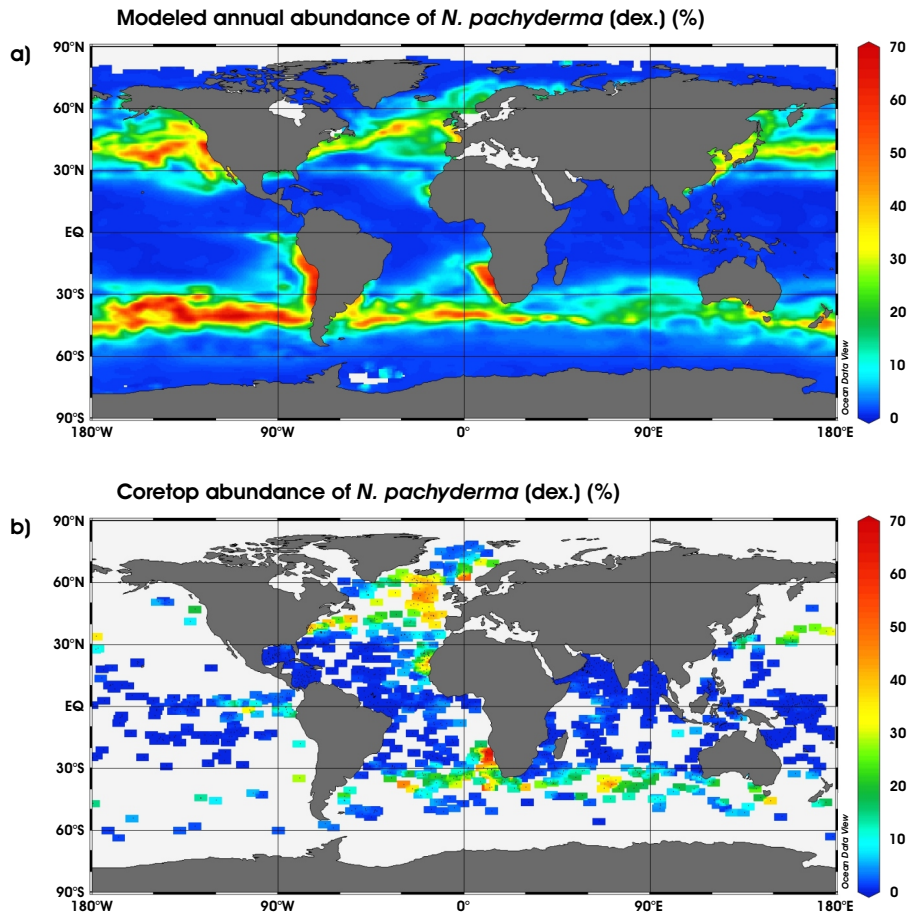 Modeled annual abundance of N. pachyderma (dex.) (%)
a)
90°N
60°N
30°N
EQ
30°S
60°S
90°S
180°W
90°W
0°
90°E
180°E
70
60
50
40
30
20
10
0
Ocean Data View
Coretop abundance of N. pachyderma (dex.) (%)
b)
90°N
60°N
30°N
EQ
30°S
60°S
90°S
180°W
90°W
0°
90°E
180°E
70
60
50
40
30
20
10
0
Ocean Data View